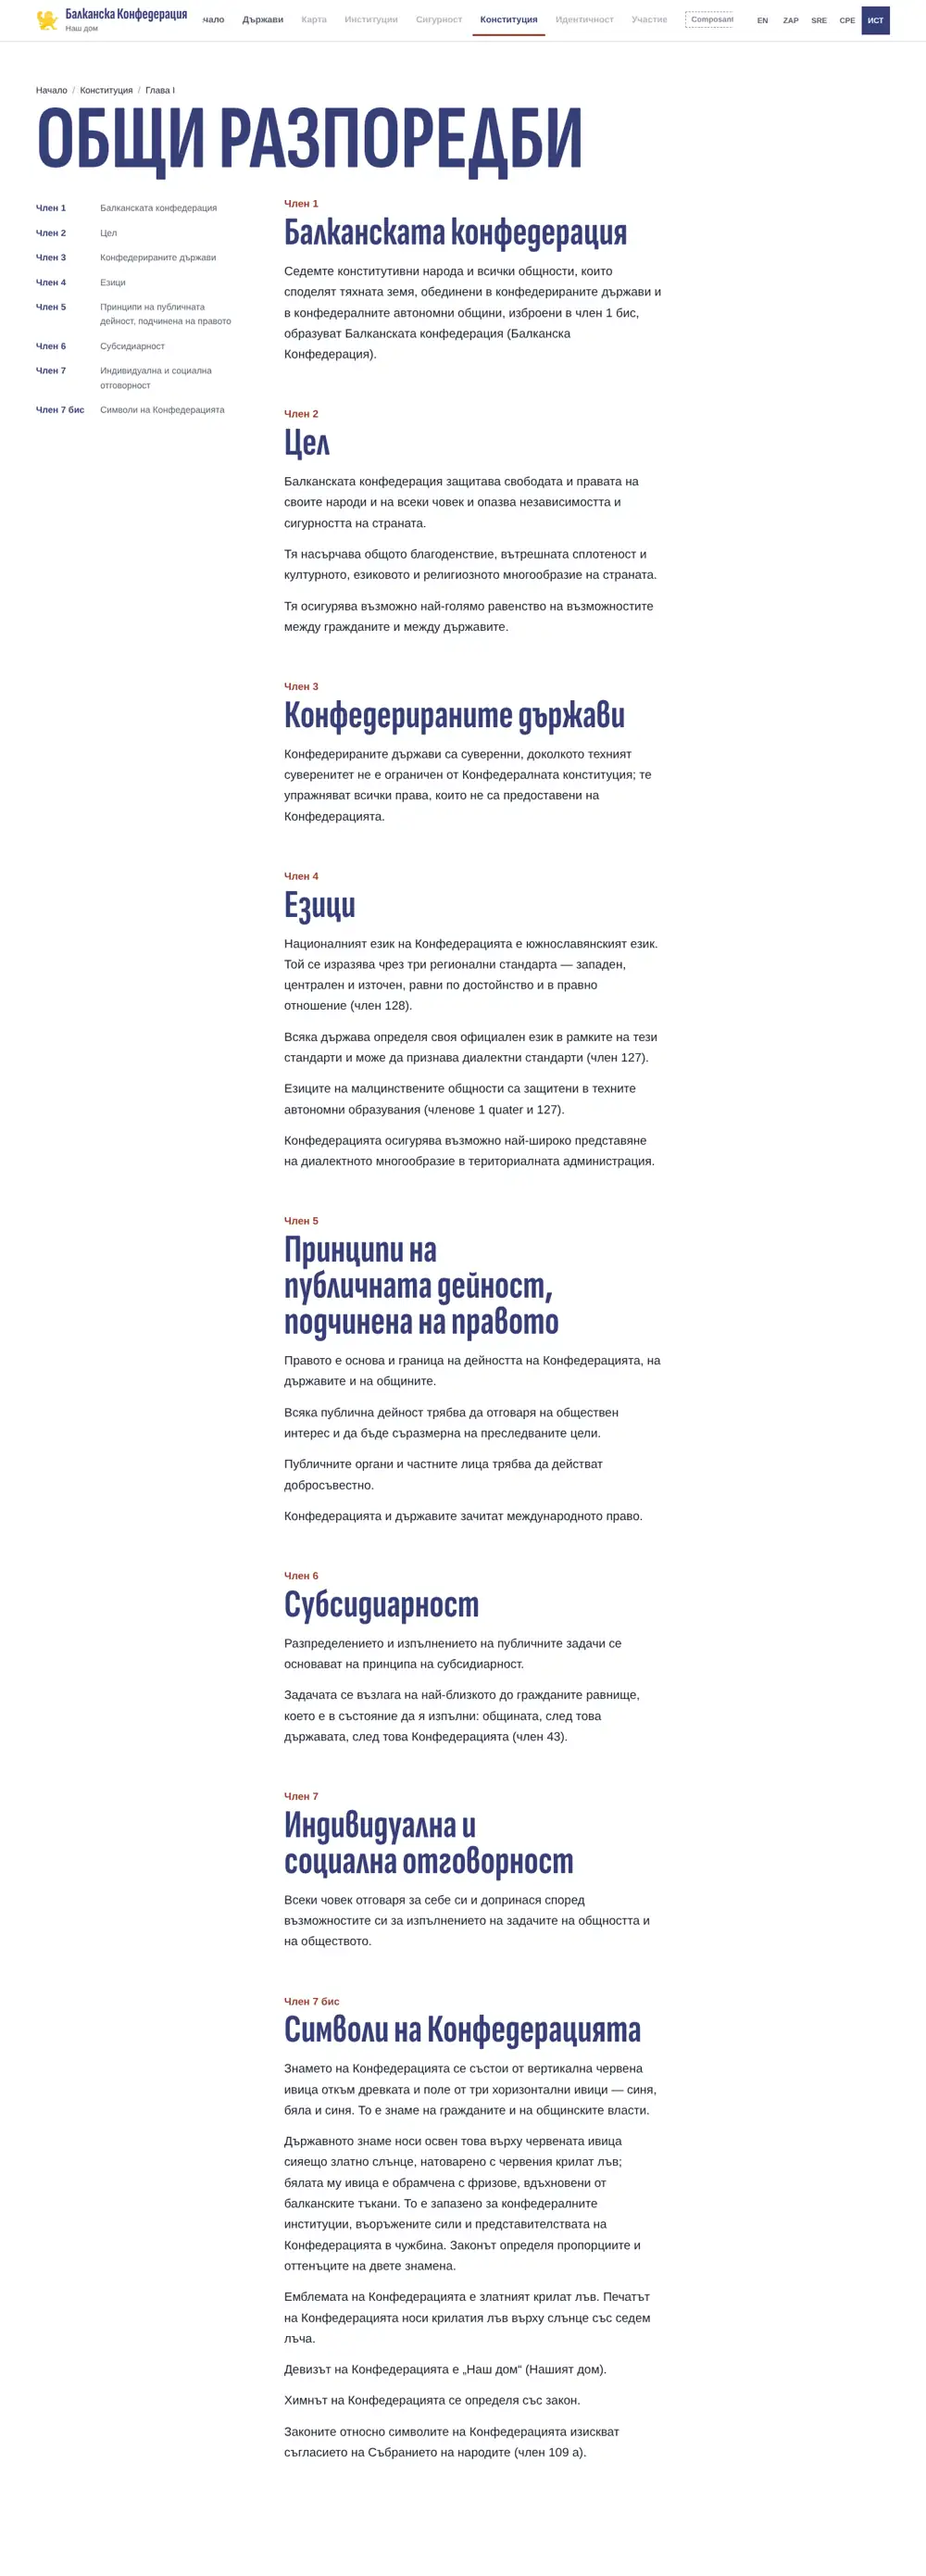 Балканска Конфедерация
Наш дом
чало Държави Карта Институции Сигурност Конституция Идентичност Участие Composant EN ZAP SRE CPE ИСТ
Начало / Конституция / Глава I
ОБЩИ РАЗПОРЕДБИ
Член 1 Балканската конфедерация
Член 2 Цел
Член 3 Конфедерираните държави
Член 4 Езици
Член 5 Принципи на публичната
дейност, подчинена на правото
Член 6 Субсидиарност
Член 7 Индивидуална и социална
отговорност
Член 7 бис Символи на Конфедерацията
Член 1
Балканската конфедерация
Седемте конститутивни народа и всички общности, които
споделят тяхната земя, обединени в конфедерираните държави и
в конфедералните автономни общини, изброени в член 1 бис,
образуват Балканската конфедерация (Балканска
Конфедерация).
Член 2
Цел
Балканската конфедерация защитава свободата и правата на
своите народи и на всеки човек и опазва независимостта и
сигурността на страната.
Тя насърчава общото благоденствие, вътрешната сплотеност и
културното, езиковото и религиозното многообразие на страната.
Тя осигурява възможно най-голямо равенство на възможностите
между гражданите и между държавите.
Член 3
Конфедерираните държави
Конфедерираните държави са суверенни, доколкото техният
суверенитет не е ограничен от Конфедералната конституция; те
упражняват всички права, които не са предоставени на
Конфедерацията.
Член 4
Езици
Националният език на Конфедерацията е южнославянският език.
Той се изразява чрез три регионални стандарта — западен,
централен и източен, равни по достойнство и в правно
отношение (член 128).
Всяка държава определя своя официален език в рамките на тези
стандарти и може да признава диалектни стандарти (член 127).
Езиците на малцинствените общности са защитени в техните
автономни образувания (членове 1 quater и 127).
Конфедерацията осигурява възможно най-широко представяне
на диалектното многообразие в териториалната администрация.
Член 5
Принципи на
публичната дейност,
подчинена на правото
Правото е основа и граница на дейността на Конфедерацията, на
държавите и на общините.
Всяка публична дейност трябва да отговаря на обществен
интерес и да бъде съразмерна на преследваните цели.
Публичните органи и частните лица трябва да действат
добросъвестно.
Конфедерацията и държавите зачитат международното право.
Член 6
Субсидиарност
Разпределението и изпълнението на публичните задачи се
основават на принципа на субсидиарност.
Задачата се възлага на най-близкото до гражданите равнище,
което е в състояние да я изпълни: общината, след това
държавата, след това Конфедерацията (член 43).
Член 7
Индивидуална и
социална отговорност
Всеки човек отговаря за себе си и допринася според
възможностите си за изпълнението на задачите на общността и
на обществото.
Член 7 бис
Символи на Конфедерацията
Знамето на Конфедерацията се състои от вертикална червена
ивица откъм древката и поле от три хоризонтални ивици — синя,
бяла и синя. То е знаме на гражданите и на общинските власти.
Държавното знаме носи освен това върху червената ивица
сияещо златно слънце, натоварено с червения крилат лъв;
бялата му ивица е обрамчена с фризове, вдъхновени от
балканските тъкани. То е запазено за конфедералните
институции, въоръжените сили и представителствата на
Конфедерацията в чужбина. Законът определя пропорциите и
оттенъците на двете знамена.
Емблемата на Конфедерацията е златният крилат лъв. Печатът
на Конфедерацията носи крилатия лъв върху слънце със седем
лъча.
Девизът на Конфедерацията е „Наш дом“ (Нашият дом).
Химнът на Конфедерацията се определя със закон.
Законите относно символите на Конфедерацията изискват
съгласието на Събранието на народите (член 109 а).